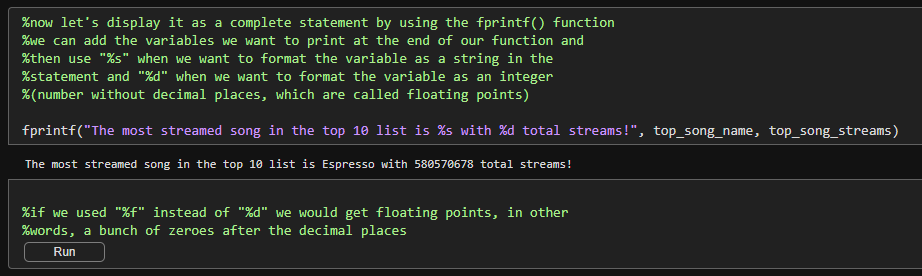 %now let's display it as a complete statement by using the fprintf() function
%we can add the variables we want to print at the end of our function and
%then use "%s" when we want to format the variable as a string in the
%statement and "%d" when we want to format the variable as an integer
%(number without decimal places, which are called floating points)
fprintf("The most streamed song in the top 10 list is %s with %d total streams!", top_song_name, top_song_streams)
The most streamed song in the top 10 list is Espresso with 580570678 total streams!
%if we used "%f" instead of "%d" we would get floating points, in other
%words, a bunch of zeroes after the decimal places
Run